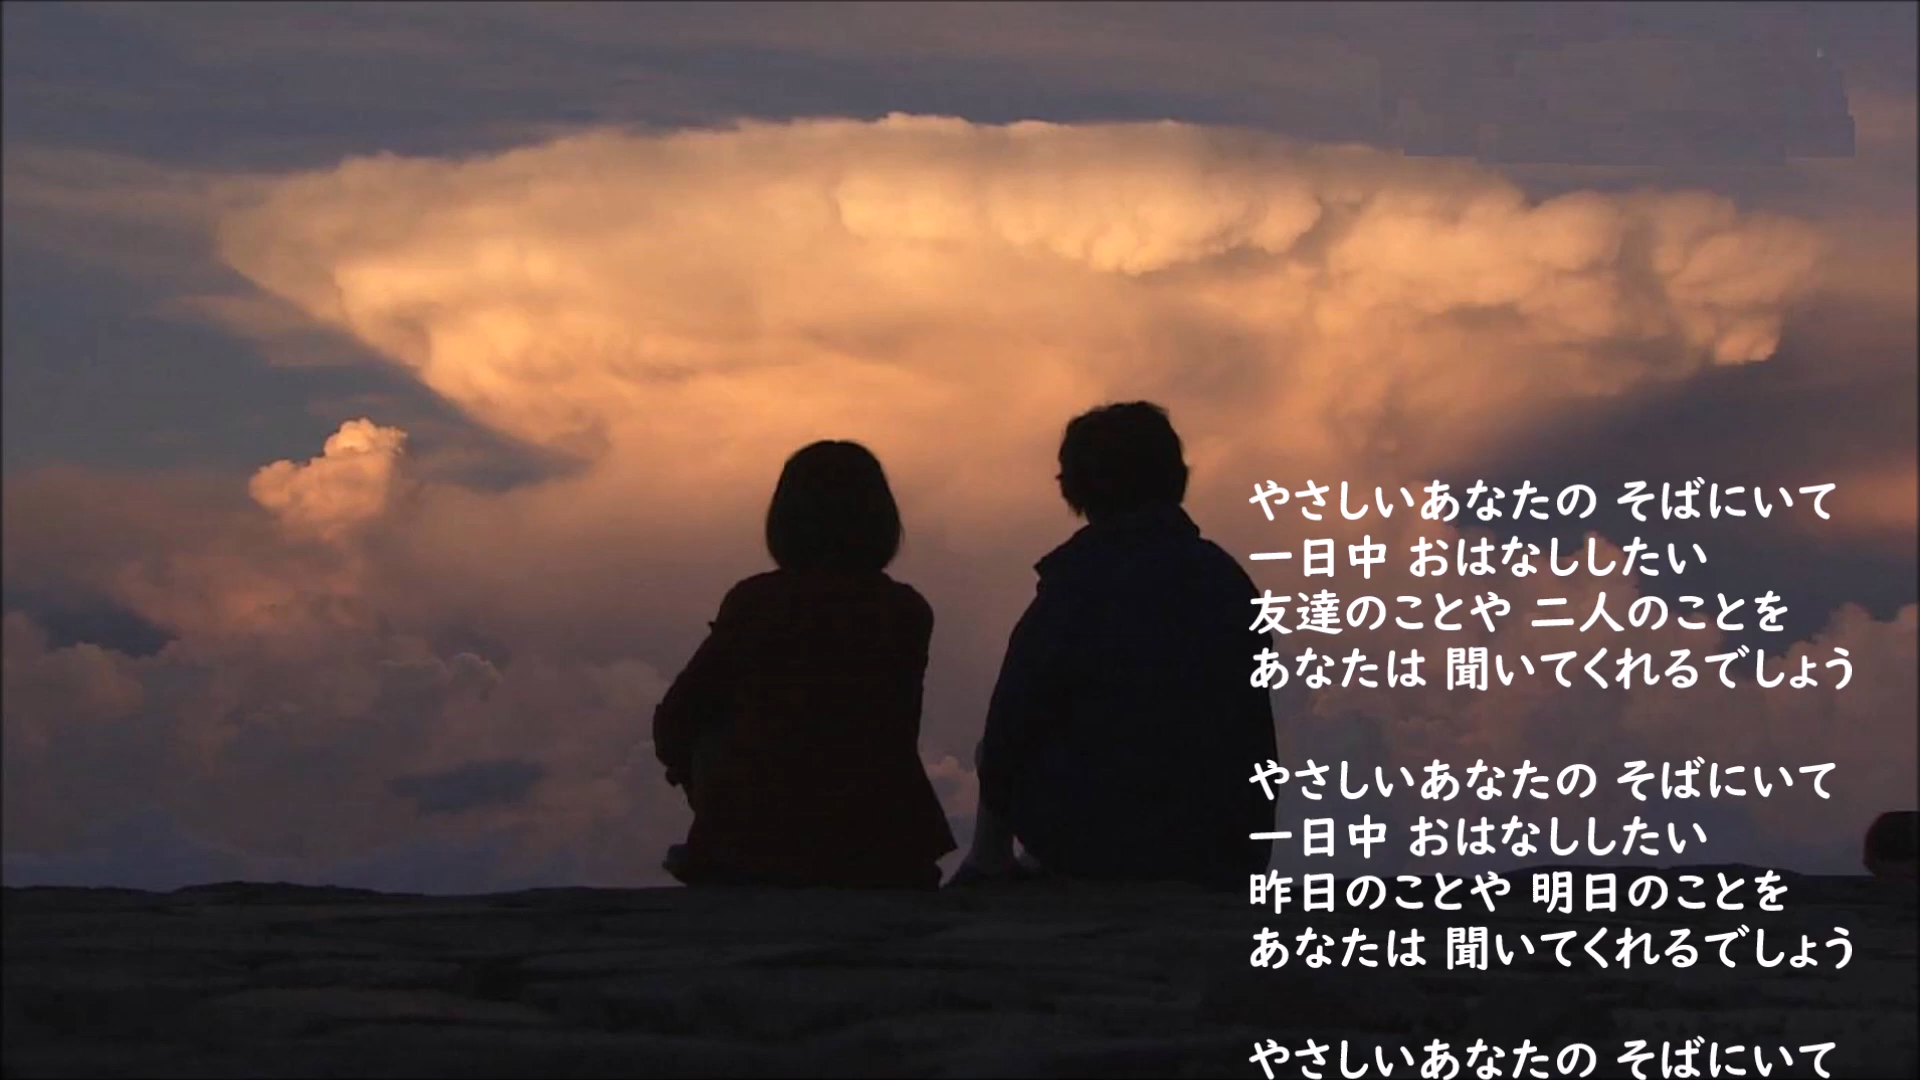 やさしいあなたの そばにいて
一日中 おはなししたい
友達のことや 二人のことを
あなたは 聞いてくれるでしょう
やさしいあなたの そばにいて
一日中 おはなししたい
昨日のことや 明日のことを
あなたは 聞いてくれるでしょう
やさしいあなたの そばにいて